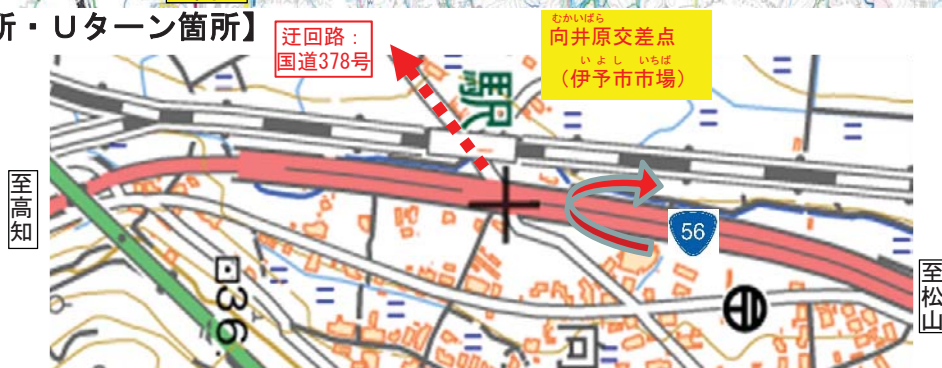 所・Uターン箇所】
迂回路：
国道378号
むかいばら
向井原交差点
いよし いちば
（伊予市市場）
駅
至高知
56
至松山
36.